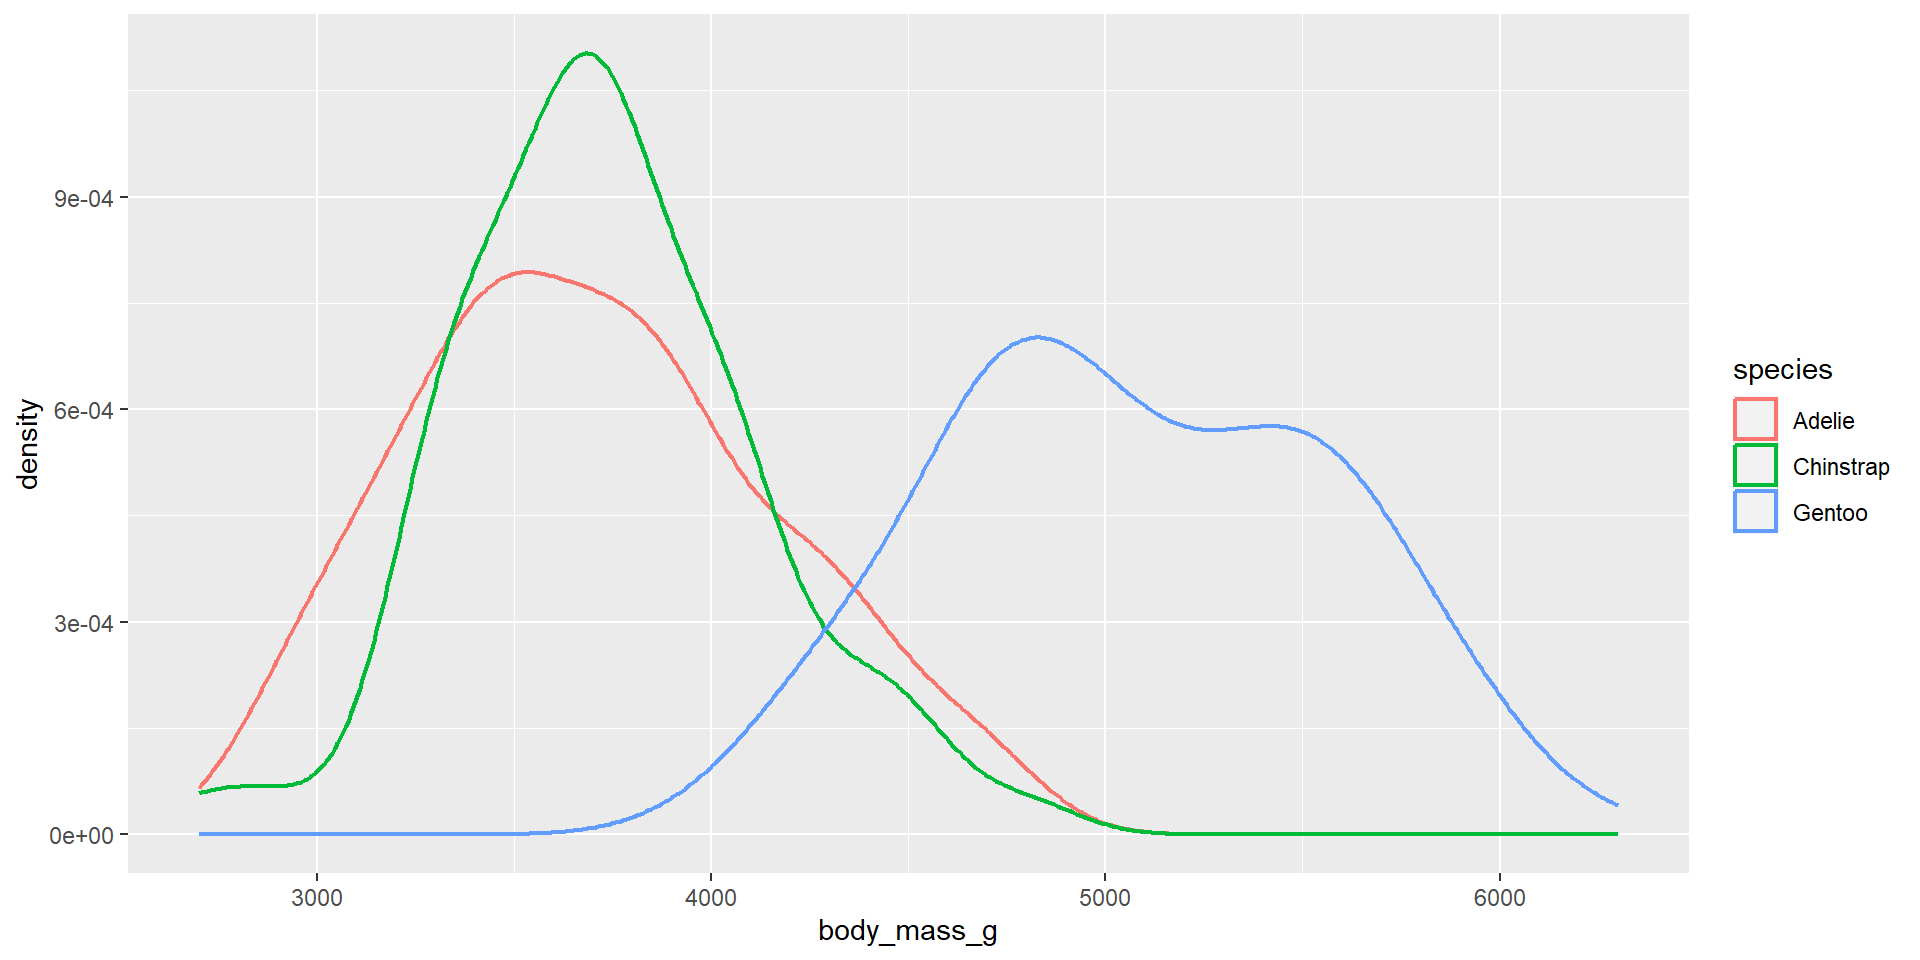 density
9e-04
6e-04
3e-04
0e+00
3000 4000 5000 6000
body_mass_g
species
Adelie
Chinstrap
Gentoo